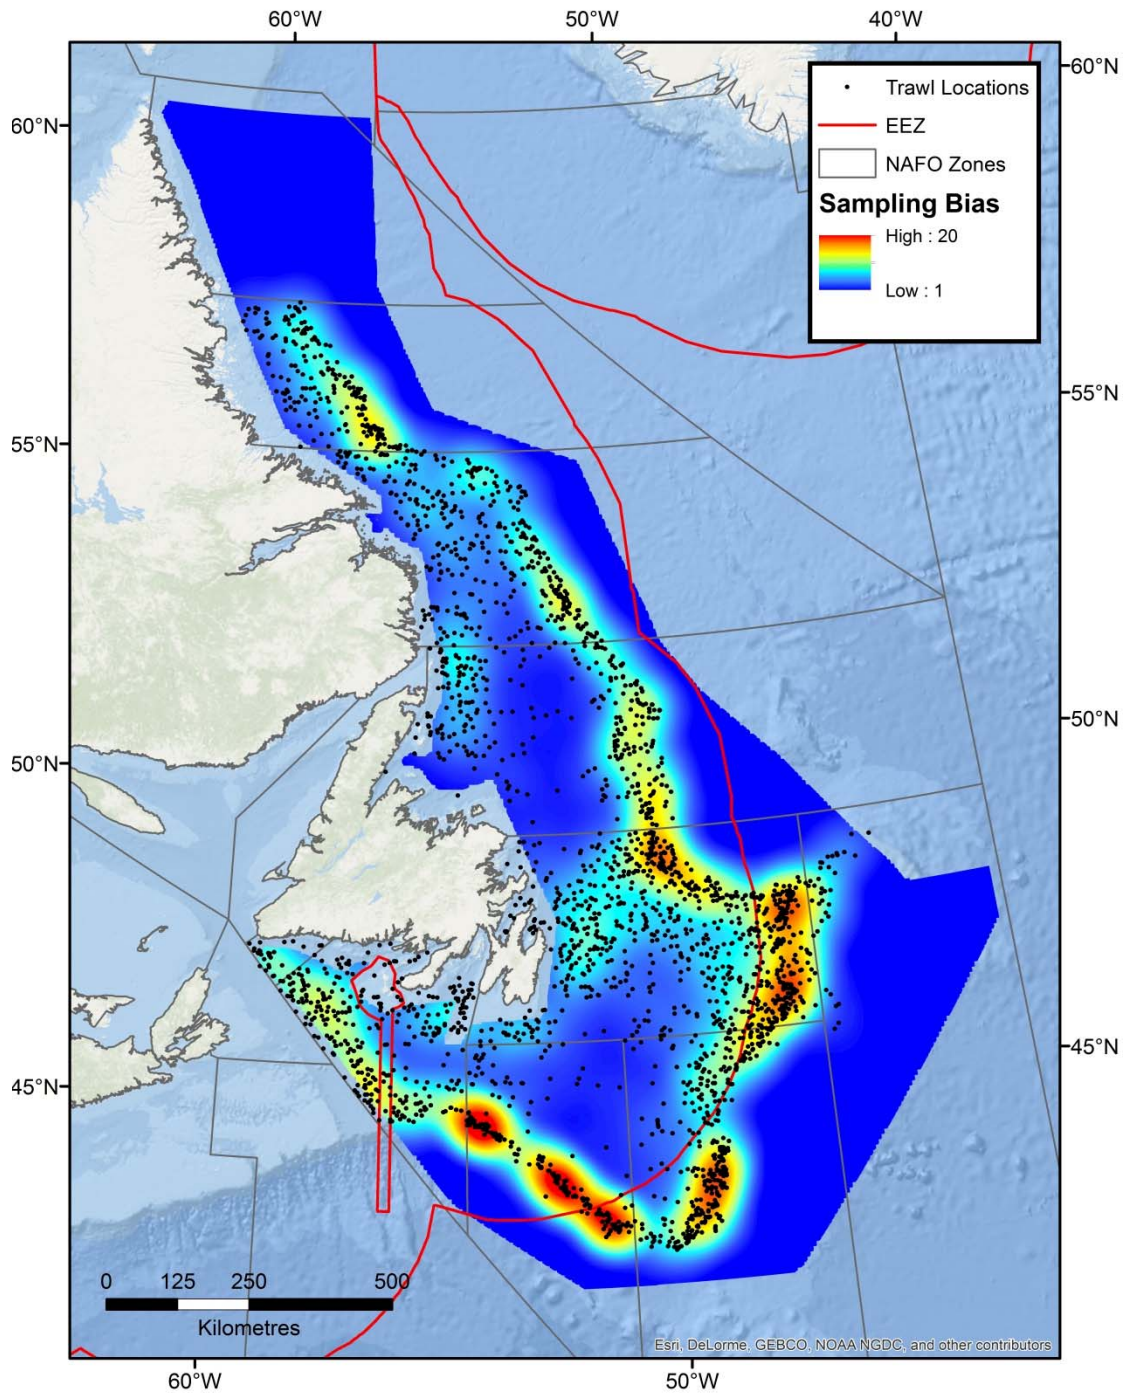 60°W 50°W 40°W
Trawl Locations
EEZ
NAFO Zones
Sampling Bias
High : 20
Low : 1
60°N
60°N
55°N
55°N
50°N
50°N
45°N
45°N
0 125 250 500
Kilometres
Esri, DeLorme, GEBCO, NOAA NGDC, and other contributors
60°W 50°W